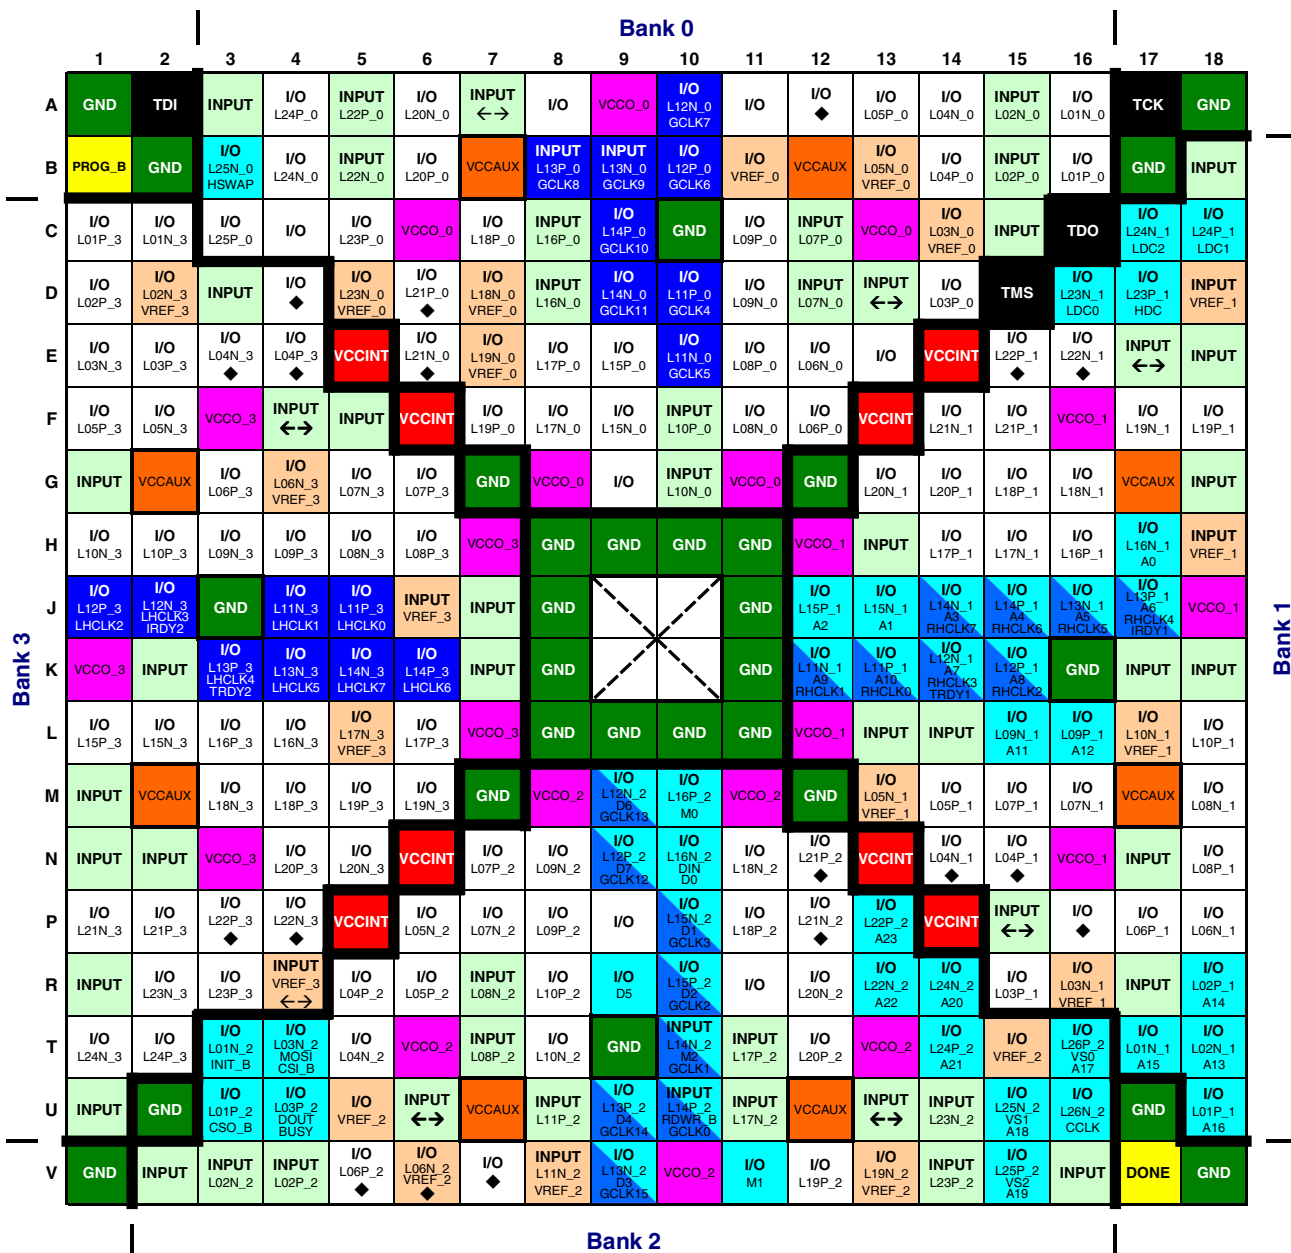 Bank 0
1 2 3 4 5 6 7 8 9 10 11 12 13 14 15 16 17 18
A GND TDI INPUT I/O L24P_0 INPUT L22P_0 I/O L20N_0 INPUT ←→ I/O VCCO_0 I/O L12N_0 GCLK7 I/O I/O ◆ I/O L05P_0 I/O L04N_0 INPUT L02N_0 I/O L01N_0 TCK GND
B PROG_B GND I/O L25N_0 HSWAP I/O L24N_0 INPUT L22N_0 I/O L20P_0 VCCAUX INPUT L13P_0 GCLK8 INPUT L13N_0 GCLK9 I/O L12P_0 GCLK6 I/O VREF_0 VCCAUX I/O L05N_0 VREF_0 I/O L04P_0 INPUT L02P_0 I/O L01P_0 GND INPUT
C I/O L01P_3 I/O L01N_3 I/O L25P_0 I/O I/O L23P_0 VCCO_0 I/O L18P_0 INPUT L16P_0 I/O L14P_0 GCLK10 GND I/O L09P_0 INPUT L07P_0 VCCO_0 I/O L03N_0 VREF_0 INPUT TDO I/O L24N_1 LDC2 I/O L24P_1 LDC1
D I/O L02P_3 I/O L02N_3 VREF_3 INPUT I/O ◆ I/O L23N_0 VREF_0 I/O L21P_0 ◆ I/O L18N_0 VREF_0 INPUT L16N_0 I/O L14N_0 GCLK11 I/O L11P_0 GCLK4 I/O L09N_0 INPUT L07N_0 INPUT ←→ I/O L03P_0 TMS I/O L23N_1 LDC0 I/O L23P_1 HDC INPUT VREF_1
E I/O L03N_3 I/O L03P_3 I/O L04N_3 ◆ I/O L04P_3 ◆ VCCINT I/O L21N_0 ◆ I/O L19N_0 VREF_0 I/O L17P_0 I/O L15P_0 I/O L11N_0 GCLK5 I/O L08P_0 I/O L06N_0 I/O VCCINT I/O L22P_1 ◆ I/O L22N_1 ◆ INPUT ←→ INPUT
F I/O L05P_3 I/O L05N_3 VCCO_3 INPUT ←→ INPUT VCCINT I/O L19P_0 I/O L17N_0 I/O L15N_0 INPUT L10P_0 I/O L08N_0 I/O L06P_0 VCCINT I/O L21N_1 I/O L21P_1 VCCO_1 I/O L19N_1 I/O L19P_1
G INPUT VCCAUX I/O L06P_3 I/O L06N_3 VREF_3 I/O L07N_3 I/O L07P_3 GND VCCO_0 I/O INPUT L10N_0 VCCO_0 GND I/O L20N_1 I/O L20P_1 I/O L18P_1 I/O L18N_1 VCCAUX INPUT
H I/O L10N_3 I/O L10P_3 I/O L09N_3 I/O L09P_3 I/O L08N_3 I/O L08P_3 VCCO_3 GND GND GND GND VCCO_1 INPUT I/O L17P_1 I/O L17N_1 I/O L16P_1 I/O L16N_1 A0 INPUT VREF_1
J I/O L12P_3 LHCLK2 I/O L12N_3 LHCLK3 IRDY2 GND I/O L11N_3 LHCLK1 I/O L11P_3 LHCLK0 INPUT VREF_3 INPUT GND GND I/O L15P_1 A2 I/O L15N_1 A1 I/O L14N_1 A3 RHCLK7 I/O L14P_1 A4 RHCLK6 I/O L13N_1 A5 RHCLK5 I/O L13P_1 A6 RHCLK4 IRDY1 VCCO_1
K VCCO_3 INPUT I/O L13P_3 LHCLK4 TRDY2 I/O L13N_3 LHCLK5 I/O L14N_3 LHCLK7 I/O L14P_3 LHCLK6 INPUT GND GND I/O L11N_1 A9 RHCLK1 I/O L11P_1 A10 RHCLK0 I/O L12N_1 A7 RHCLK3 TRDY1 I/O L12P_1 A8 RHCLK2 GND INPUT INPUT
L I/O L15P_3 I/O L15N_3 I/O L16P_3 I/O L16N_3 I/O L17N_3 VREF_3 I/O L17P_3 VCCO_3 GND GND GND GND VCCO_1 INPUT INPUT I/O L09N_1 A11 I/O L09P_1 A12 I/O L10N_1 VREF_1 I/O L10P_1
M INPUT VCCAUX I/O L18N_3 I/O L18P_3 I/O L19P_3 I/O L19N_3 GND VCCO_2 I/O L12N_2 D6 GCLK13 I/O L16P_2 M0 VCCO_2 GND I/O L05N_1 VREF_1 I/O L05P_1 I/O L07P_1 I/O L07N_1 VCCAUX I/O L08N_1
N INPUT INPUT VCCO_3 I/O L20P_3 I/O L20N_3 VCCINT I/O L07P_2 I/O L09N_2 I/O L12P_2 D7 GCLK12 I/O L16N_2 DIN D0 I/O L18N_2 I/O L21P_2 ◆ VCCINT I/O L04N_1 ◆ I/O L04P_1 ◆ VCCO_1 INPUT I/O L08P_1
P I/O L21N_3 I/O L21P_3 I/O L22P_3 ◆ I/O L22N_3 ◆ VCCINT I/O L05N_2 I/O L07N_2 I/O L09P_2 I/O I/O L15N_2 D1 GCLK3 I/O L18P_2 I/O L21N_2 ◆ I/O L22P_2 A23 VCCINT INPUT ←→ I/O ◆ I/O L06P_1 I/O L06N_1
R INPUT I/O L23N_3 I/O L23P_3 INPUT VREF_3 ←→ I/O L04P_2 I/O L05P_2 INPUT L08N_2 I/O L10P_2 I/O D5 I/O L15P_2 D2 GCLK2 I/O I/O L20N_2 I/O L22N_2 A22 I/O L24N_2 A20 I/O L03P_1 I/O L03N_1 VREF_1 INPUT I/O L02P_1 A14
T I/O L24N_3 I/O L24P_3 I/O L01N_2 INIT_B I/O L03N_2 MOSI CSI_B I/O L04N_2 VCCO_2 INPUT L08P_2 I/O L10N_2 GND INPUT L14N_2 M2 GCLK1 INPUT L17P_2 I/O L20P_2 VCCO_2 I/O L24P_2 A21 I/O VREF_2 I/O L26P_2 VS0 A17 I/O L01N_1 A15 I/O L02N_1 A13
U INPUT GND I/O L01P_2 CSO_B I/O L03P_2 DOUT BUSY I/O VREF_2 INPUT ←→ VCCAUX INPUT L11P_2 I/O L13P_2 D4 GCLK14 INPUT L14P_2 RDWR_B GCLK0 INPUT L17N_2 VCCAUX INPUT ←→ INPUT L23N_2 I/O L25N_2 VS1 A18 I/O L26N_2 CCLK GND I/O L01P_1 A16
V GND INPUT INPUT L02N_2 INPUT L02P_2 I/O L06P_2 ◆ I/O L06N_2 VREF_2 ◆ I/O ◆ INPUT L11N_2 VREF_2 I/O L13N_2 D3 GCLK15 VCCO_2 I/O M1 I/O L19P_2 I/O L19N_2 VREF_2 INPUT L23P_2 I/O L25P_2 VS2 A19 INPUT DONE GND
Bank 3
Bank 1
Bank 2